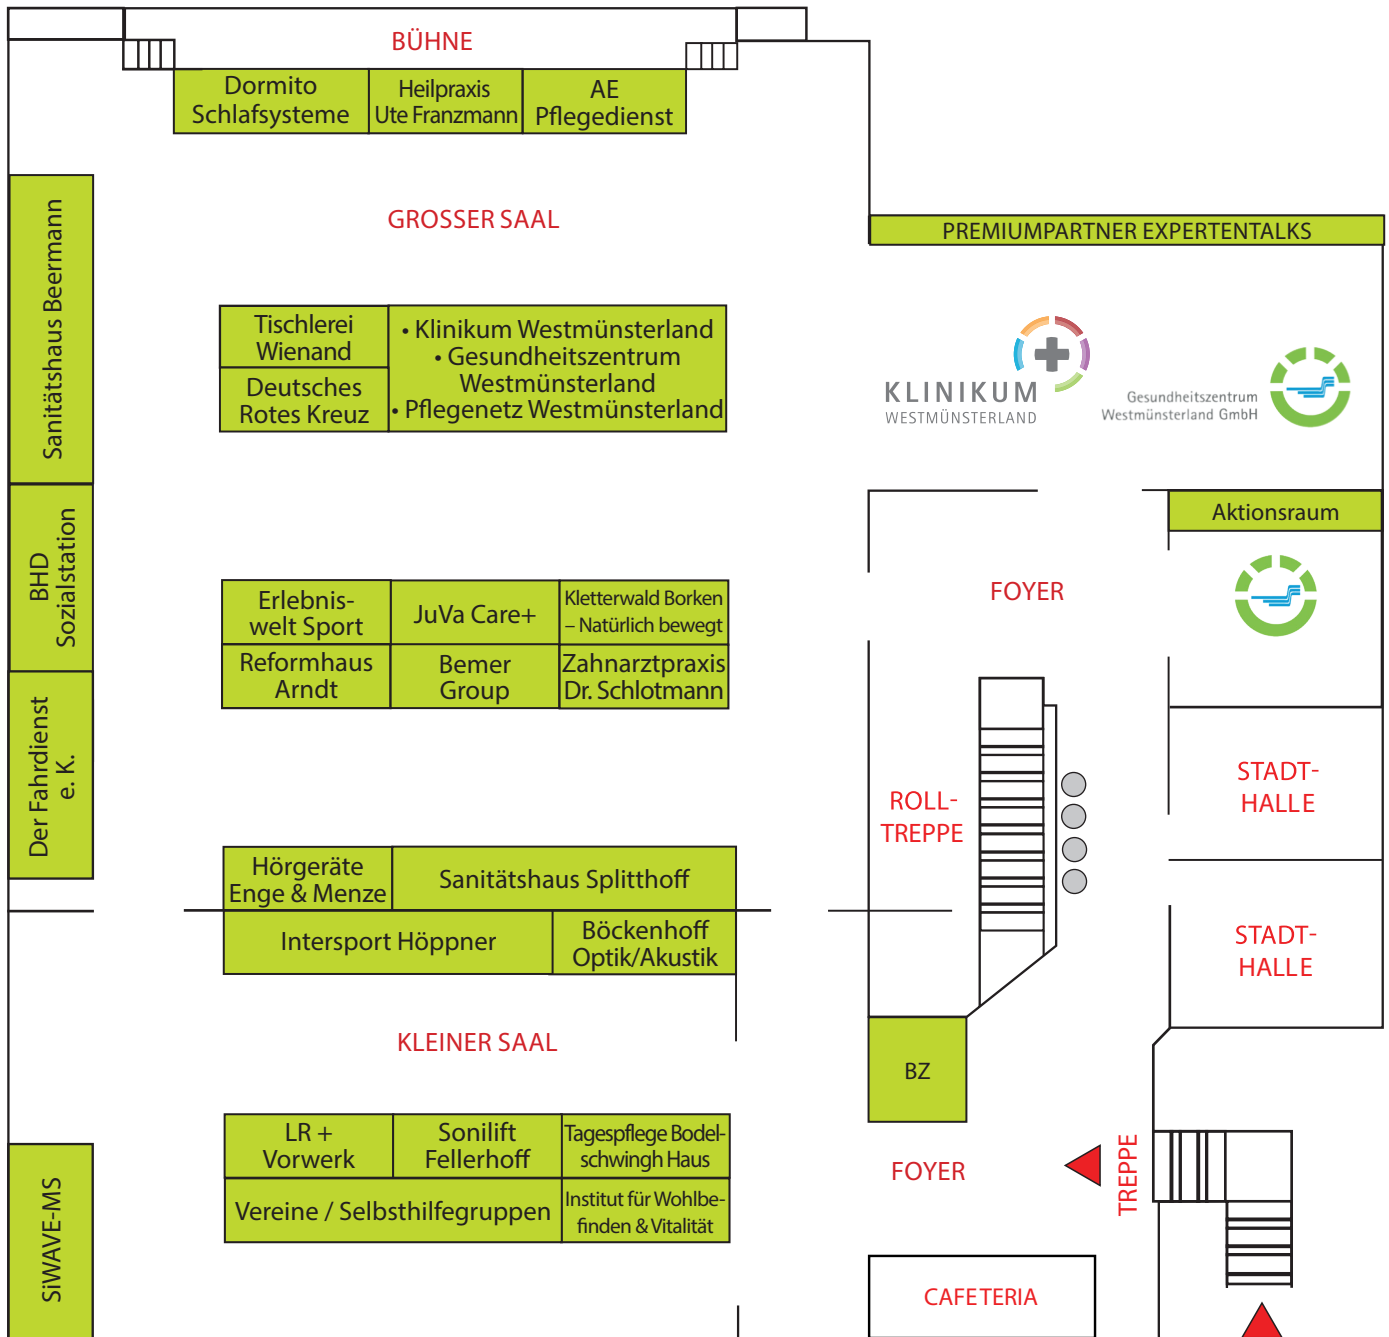 BÜHNE
Dormito
Schlafsysteme
Heilpraxis
Ute Franzmann
AE
Pflegedienst
GROSSER SAAL
PREMIUMPARTNER EXPERTENTALKS
Sanitätshaus Beermann
Tischlerei
Wienand
Deutsches
Rotes Kreuz
• Klinikum Westmünsterland
• Gesundheitszentrum
Westmünsterland
• Pflegenetz Westmünsterland
KLINIKUM
WESTMÜNSTERLAND
Gesundheitszentrum
Westmünsterland GmbH
BHD
Sozialstation
Aktionsraum
FOYER
Erlebnis-
welt Sport
JuVa Care+
Kletterwald Borken
– Natürlich bewegt
Reformhaus
Arndt
Bemer
Group
Zahnarztpraxis
Dr. Schlotmann
Der Fahrdienst
e. K.
ROLL-
TREPPE
STADT-
HALLE
Hörgeräte
Enge & Menze
Sanitätshaus Splitthoff
Intersport Höppner
Böckenhoff
Optik/Akustik
STADT-
HALLE
KLEINER SAAL
BZ
LR +
Vorwerk
Sonilift
Fellerhoff
Tagespflege Bodel-
schwingh Haus
Vereine / Selbsthilfegruppen
Institut für Wohlbe-
finden & Vitalität
SiWAVE-MS
FOYER
TREPPE
CAFETERIA